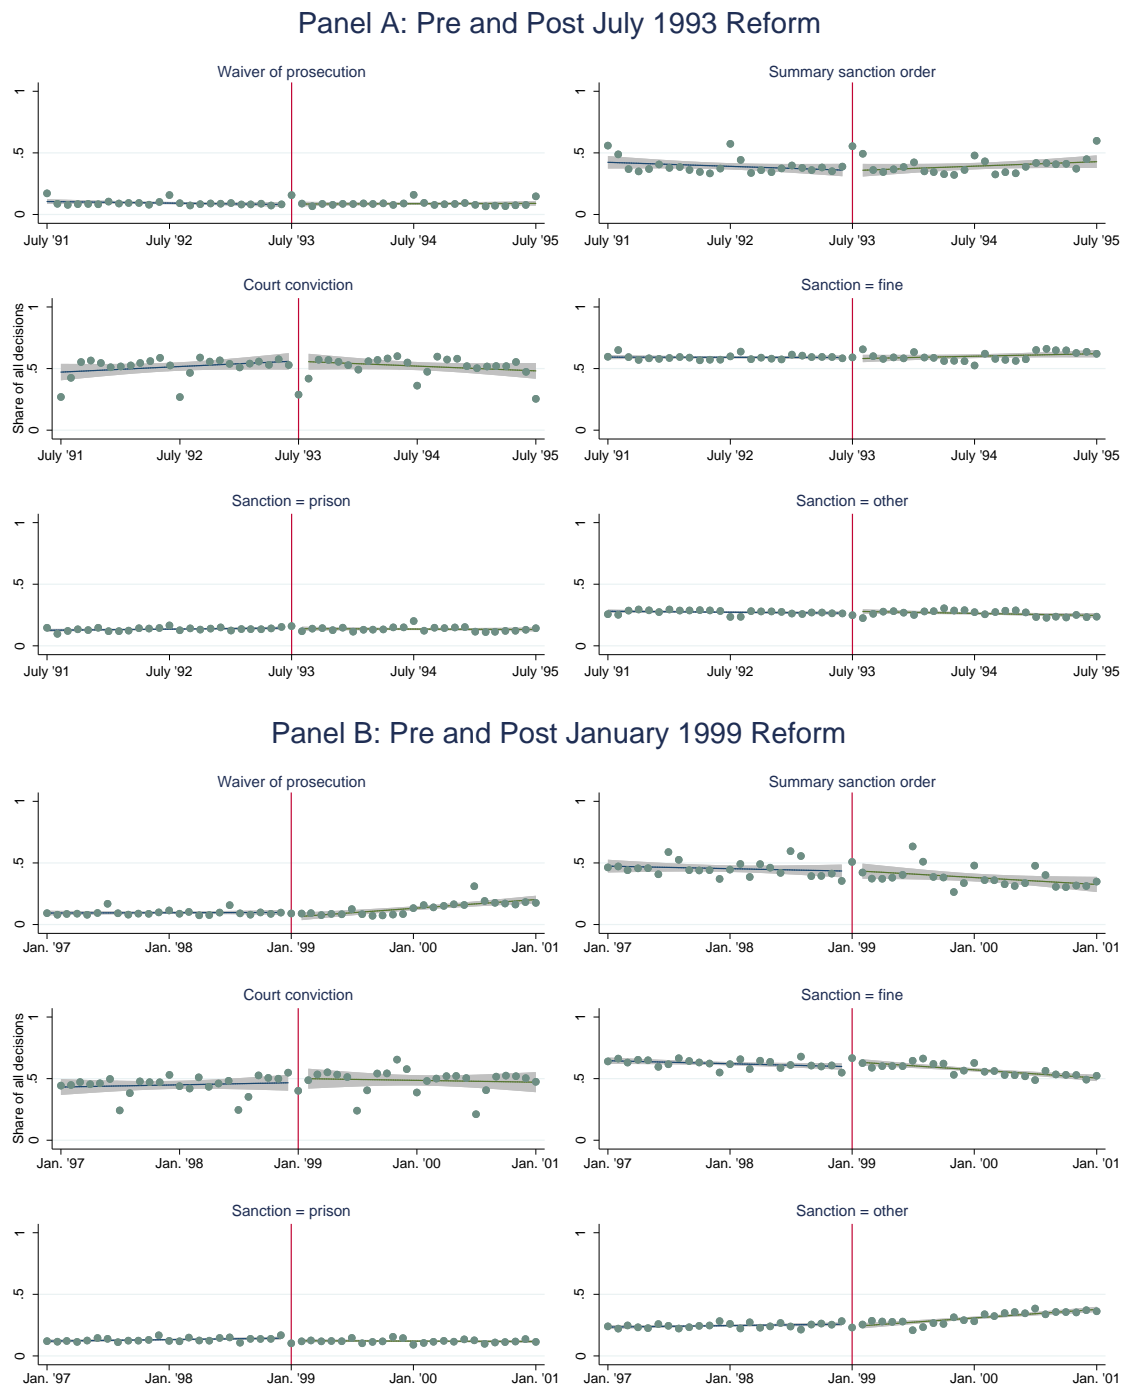 Panel A: Pre and Post July 1993 Reform
Waiver of prosecution
1
.5
0
July '91 July '92 July '93 July '94 July '95
Summary sanction order
1
.5
0
July '91 July '92 July '93 July '94 July '95
Court conviction
Share of all decisions
1
.5
0
July '91 July '92 July '93 July '94 July '95
Sanction = fine
1
.5
0
July '91 July '92 July '93 July '94 July '95
Sanction = prison
1
.5
0
July '91 July '92 July '93 July '94 July '95
Sanction = other
1
.5
0
July '91 July '92 July '93 July '94 July '95
Panel B: Pre and Post January 1999 Reform
Waiver of prosecution
1
.5
0
Jan. '97 Jan. '98 Jan. '99 Jan. '00 Jan. '01
Summary sanction order
1
.5
0
Jan. '97 Jan. '98 Jan. '99 Jan. '00 Jan. '01
Court conviction
Share of all decisions
1
.5
0
Jan. '97 Jan. '98 Jan. '99 Jan. '00 Jan. '01
Sanction = fine
1
.5
0
Jan. '97 Jan. '98 Jan. '99 Jan. '00 Jan. '01
Sanction = prison
1
.5
0
Jan. '97 Jan. '98 Jan. '99 Jan. '00 Jan. '01
Sanction = other
1
.5
0
Jan. '97 Jan. '98 Jan. '99 Jan. '00 Jan. '01